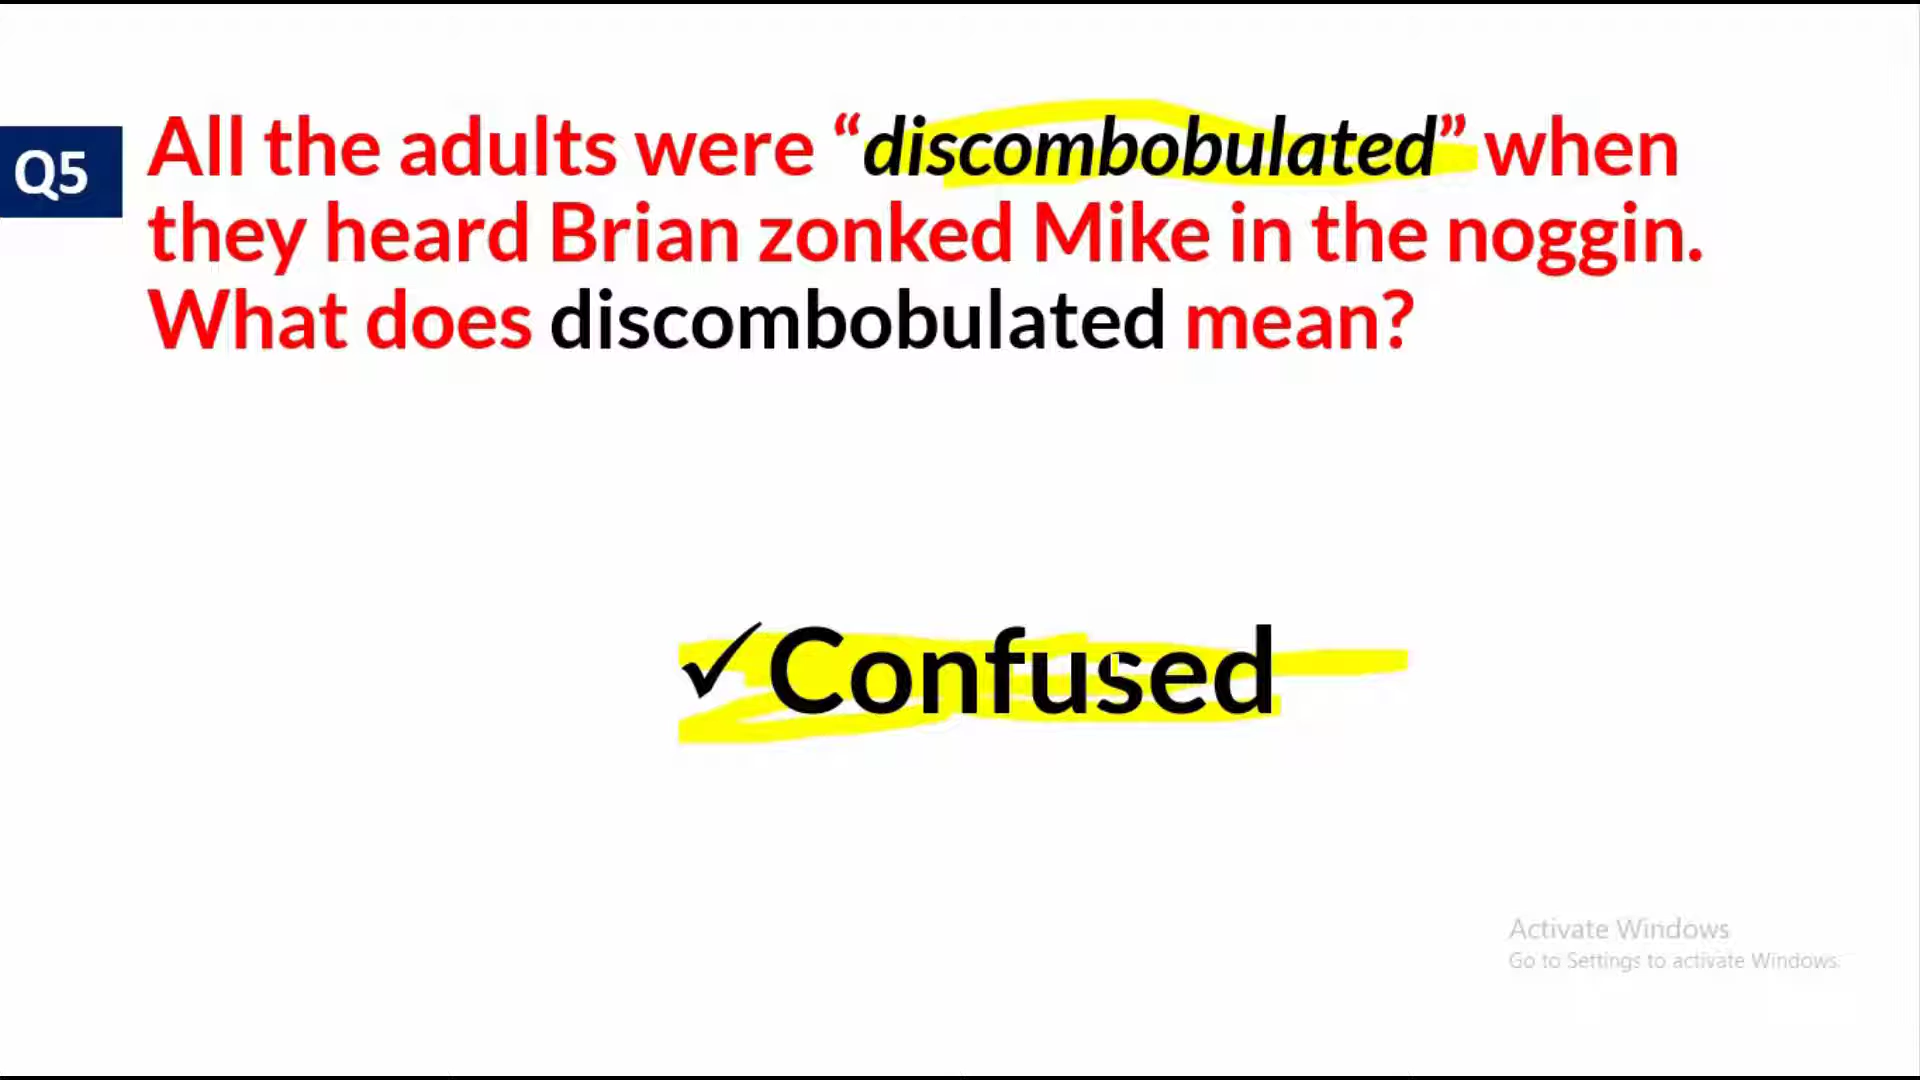 Q5
All the adults were “discombobulated” when
they heard Brian zonked Mike in the noggin.
What does discombobulated mean?
✓Confused
Activate Windows
Go to Settings to activate Windows.